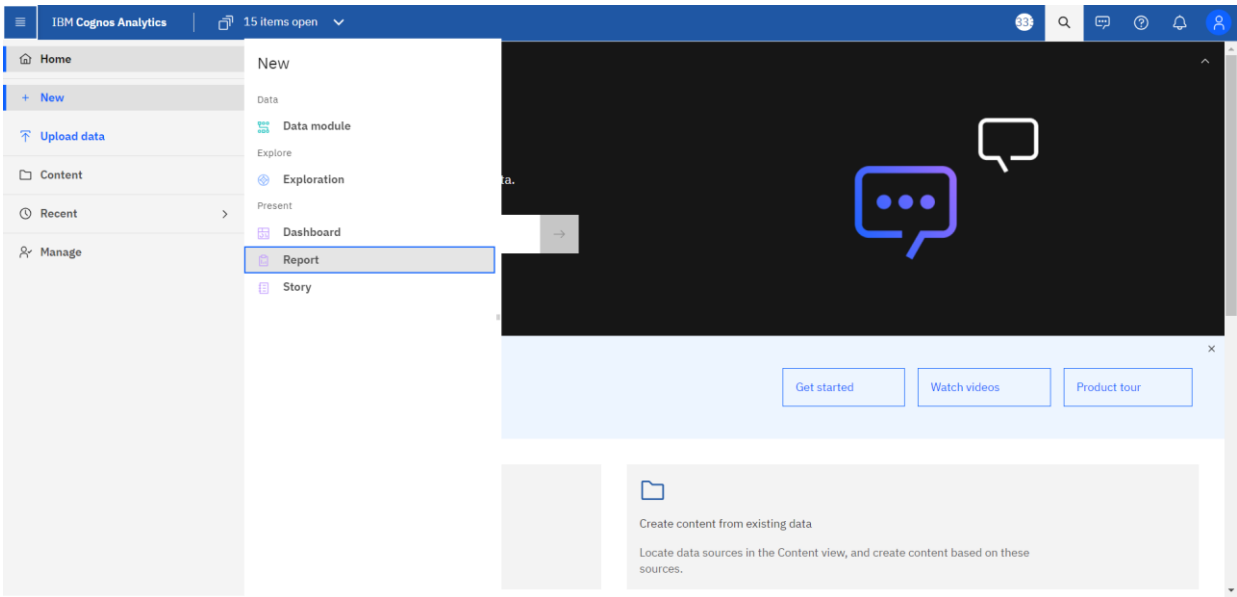 IBM Cognos Analytics
15 items open
33
Home
New
Upload data
Content
Recent
Manage
New
Data
Data module
Explore
Exploration
Present
Dashboard
Report
Story
ta.
Get started
Watch videos
Product tour
Create content from existing data
Locate data sources in the Content view, and create content based on these
sources.